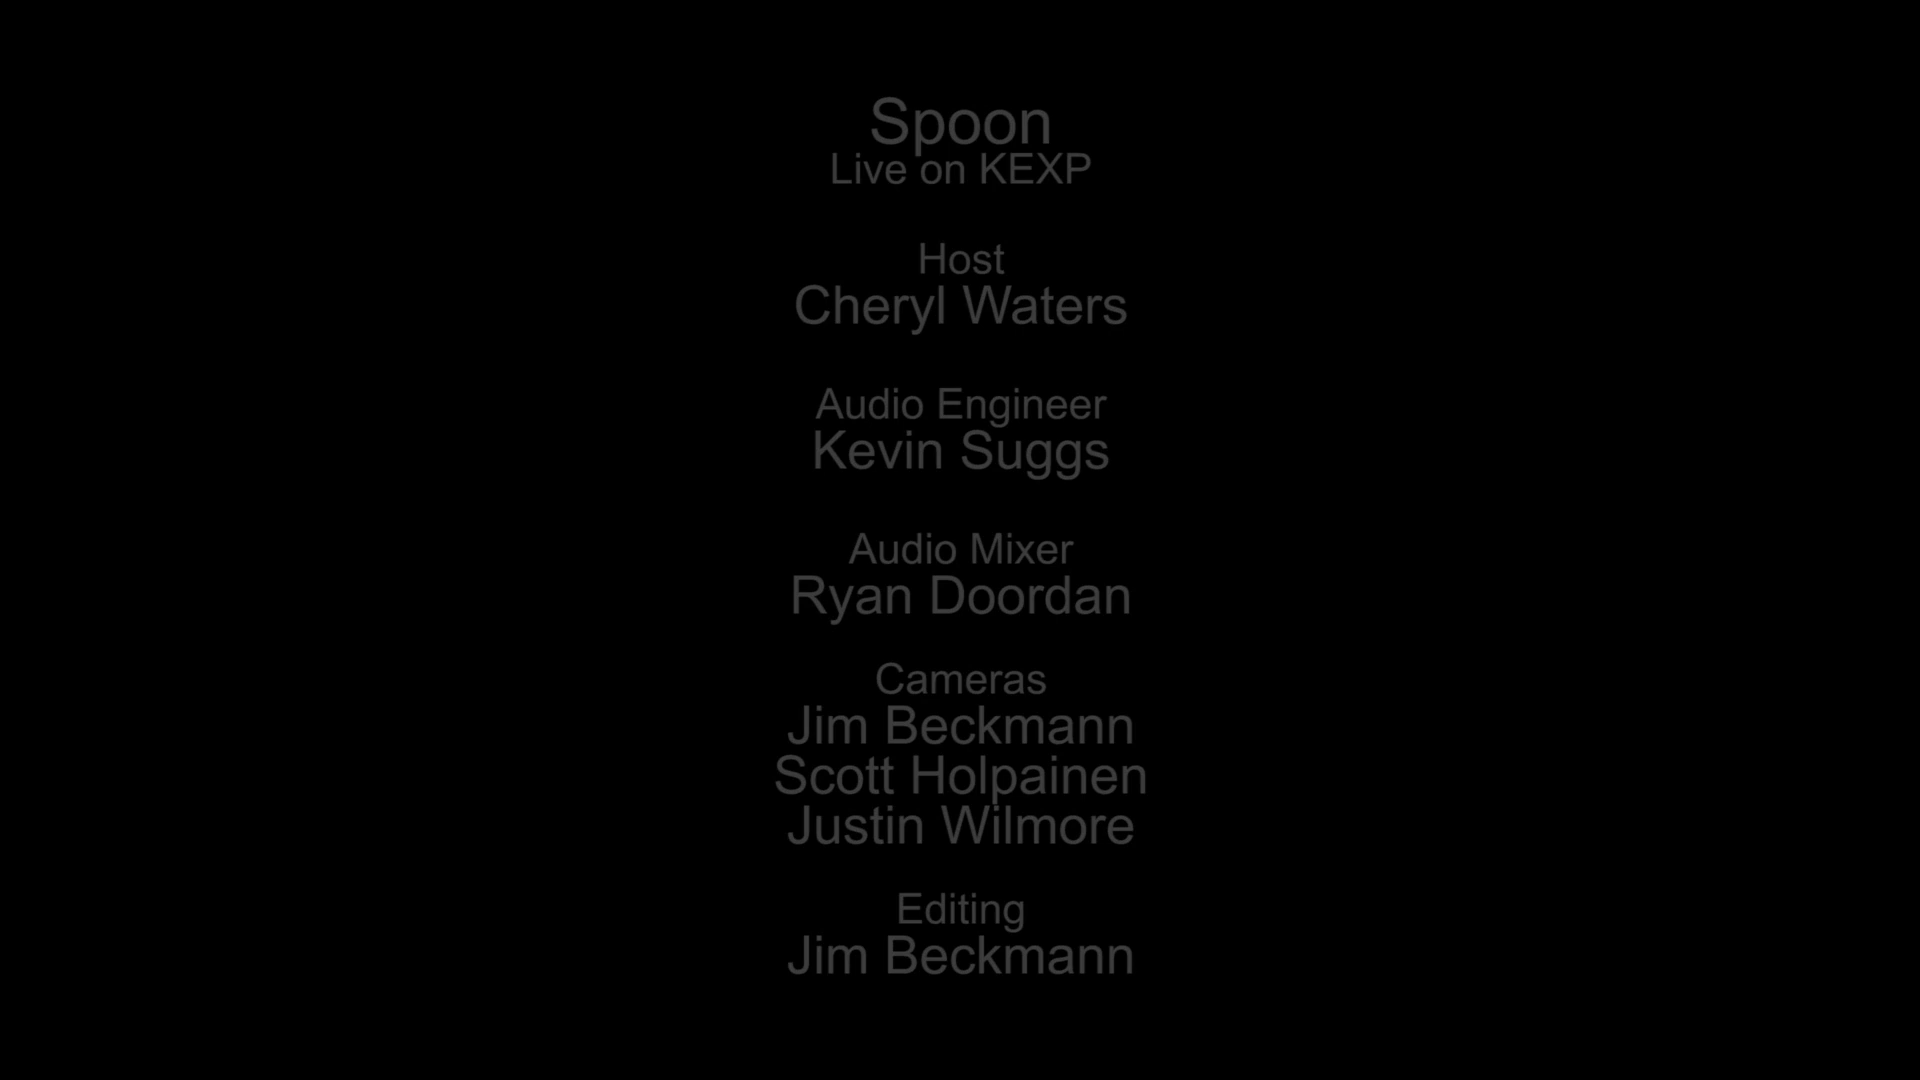 Spoon
Live on KEXP
Host
Cheryl Waters
Audio Engineer
Kevin Suggs
Audio Mixer
Ryan Doordan
Cameras
Jim Beckmann
Scott Holpainen
Justin Wilmore
Editing
Jim Beckmann